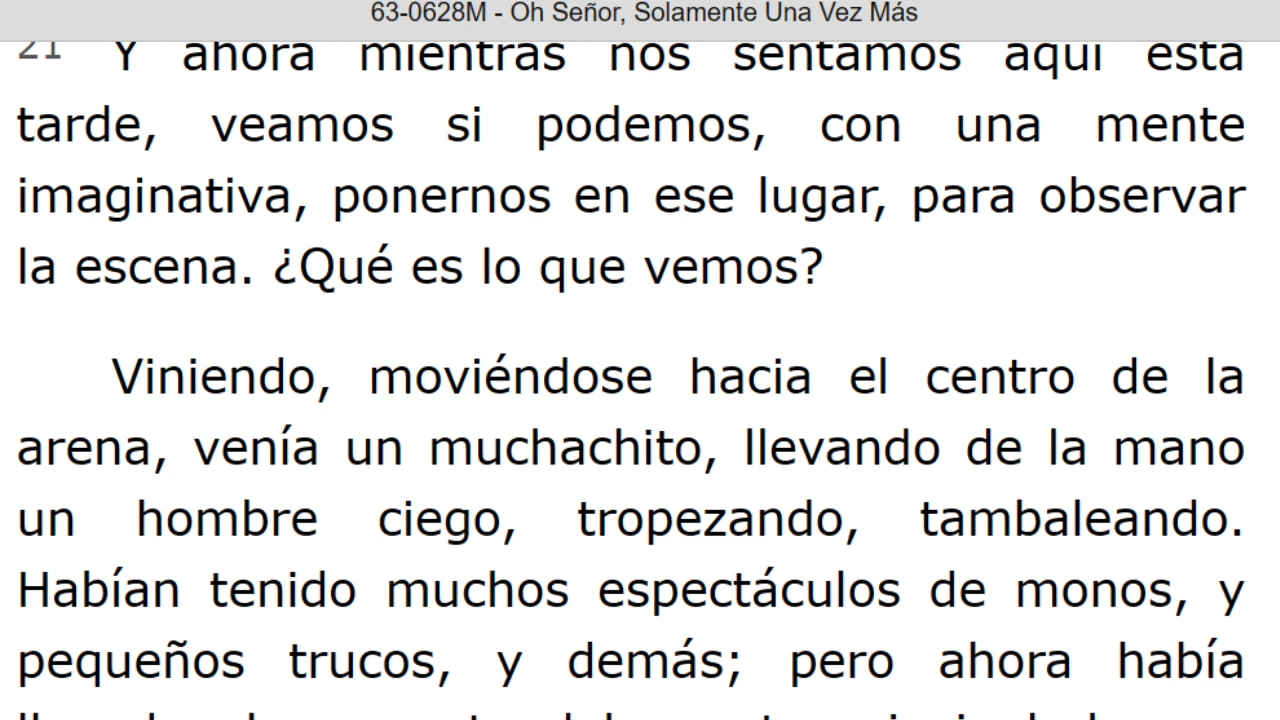 63-0628M - Oh Señor, Solamente Una Vez Más
21 Y ahora mientras nos sentamos aquí esta
tarde, veamos si podemos, con una mente
imaginativa, ponernos en ese lugar, para observar
la escena. ¿Qué es lo que vemos?
Viniendo, moviéndose hacia el centro de la
arena, venía un muchachito, llevando de la mano
un hombre ciego, tropezando, tambaleando.
Habían tenido muchos espectáculos de monos, y
pequeños trucos, y demás; pero ahora había